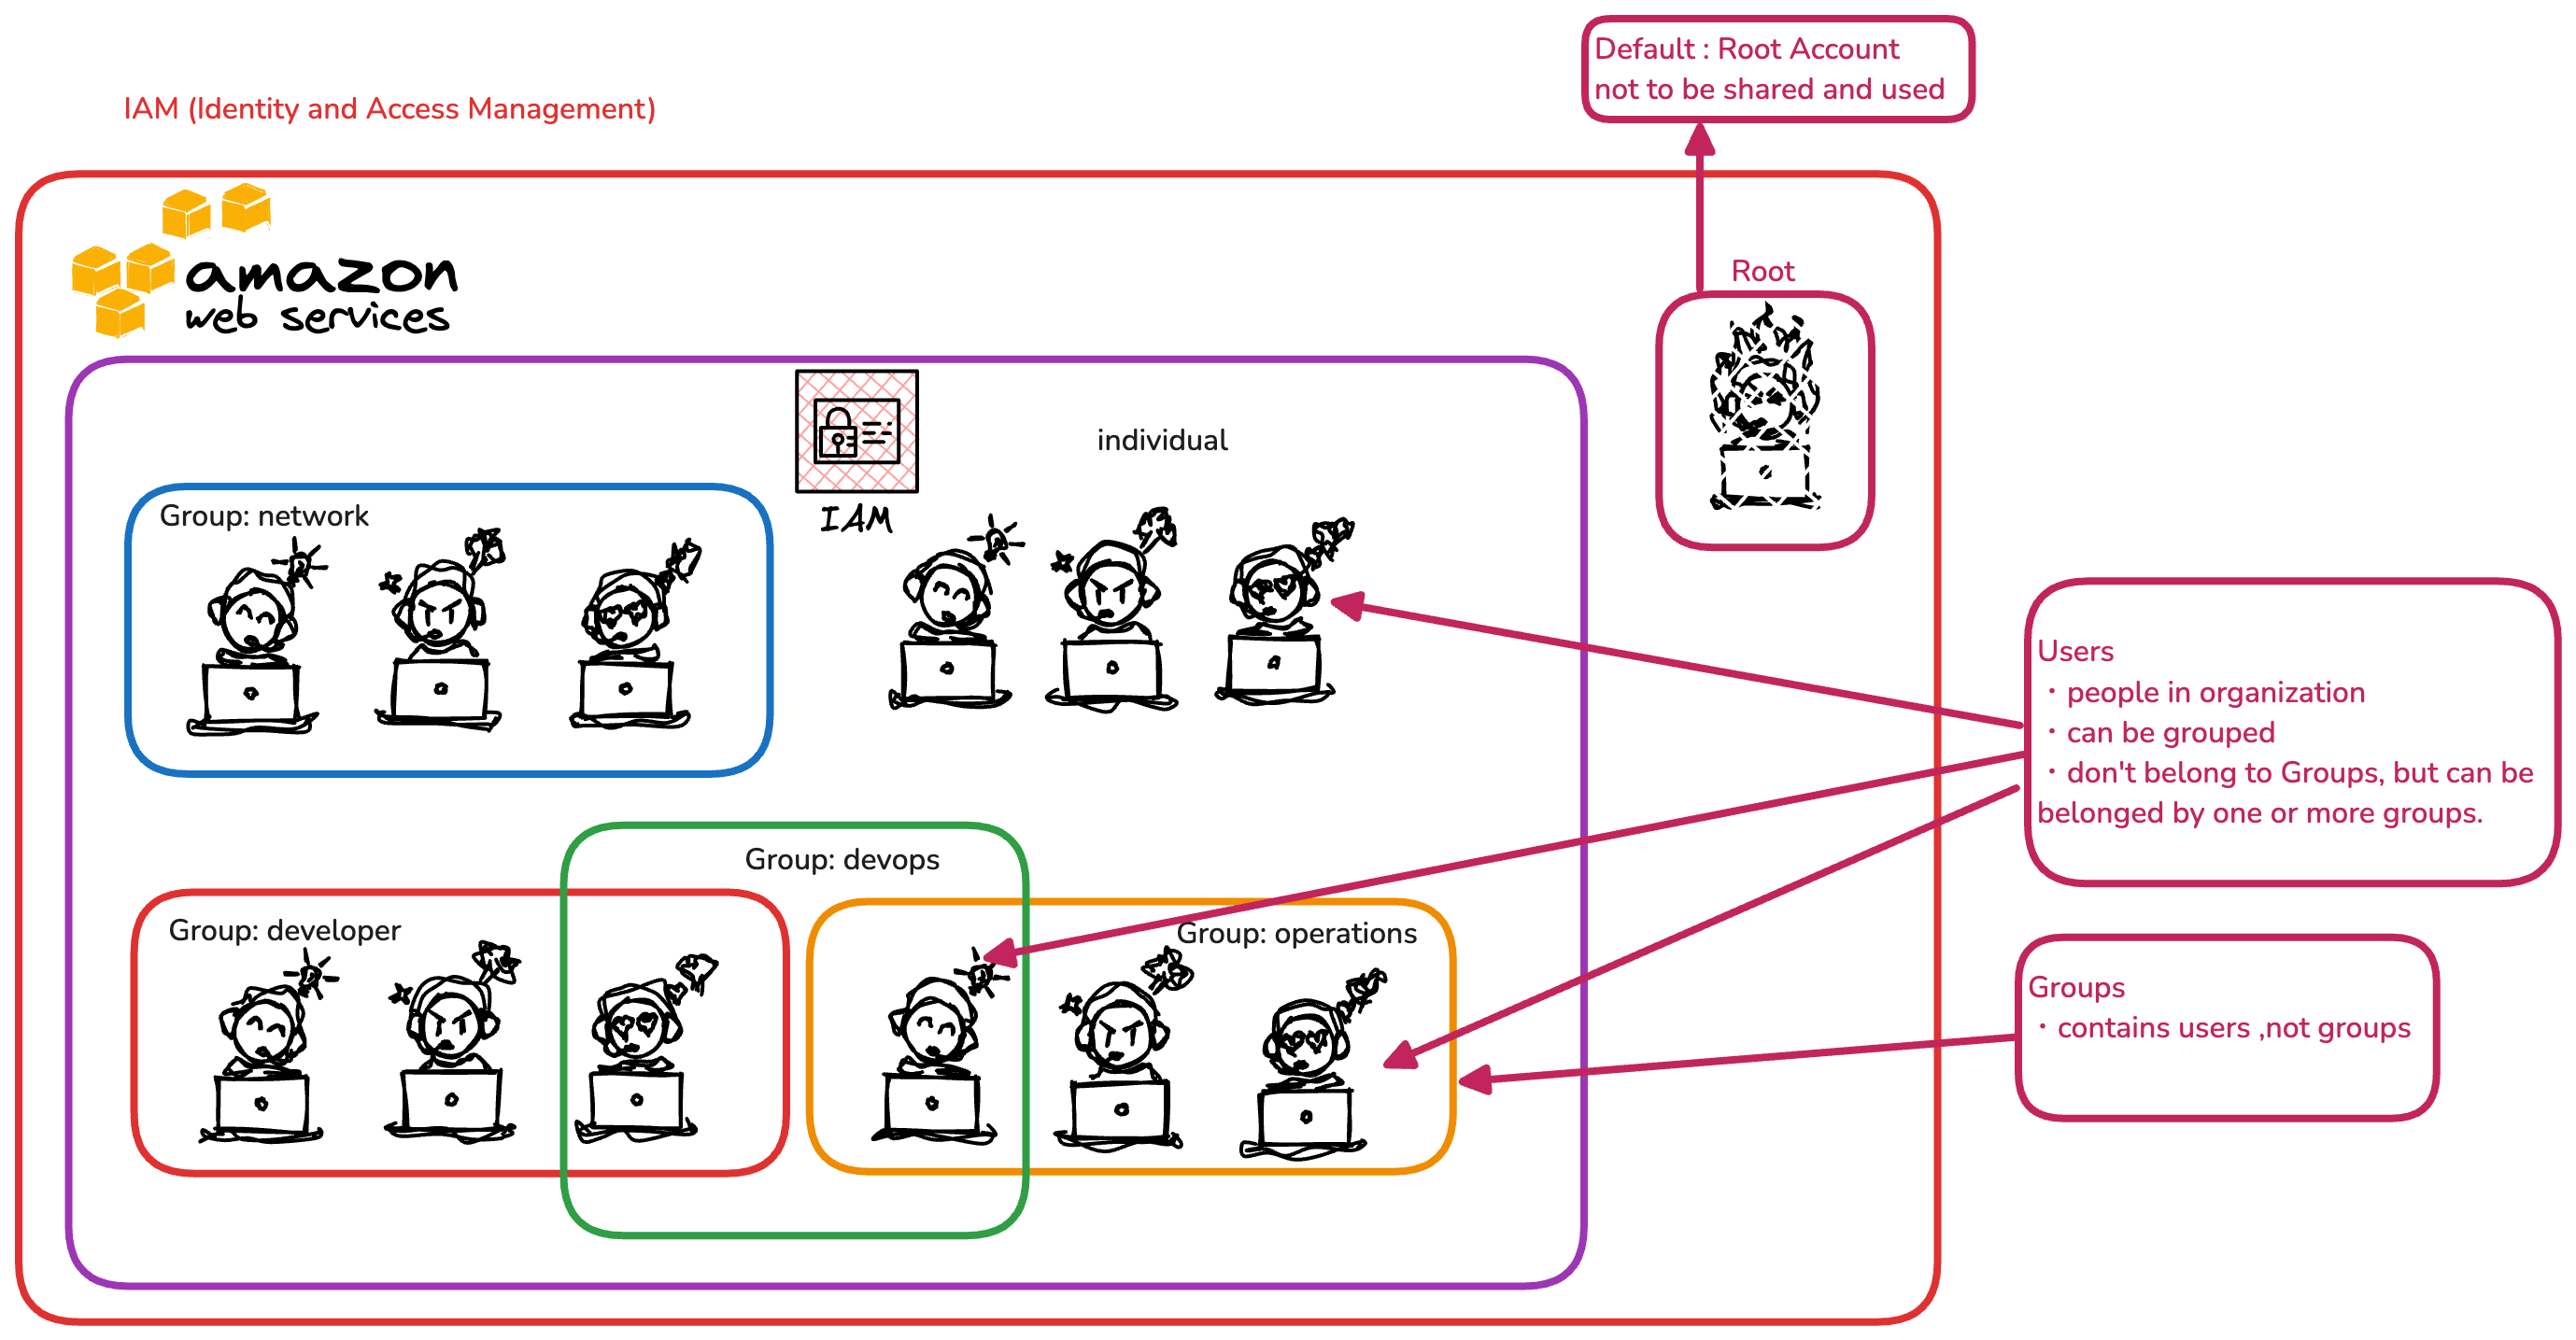 Default : Root Account
not to be shared and used
IAM (Identity and Access Management)
amazon
web services
Root
individual
IAM
Group: network
Users
・people in organization
・can be grouped
・don't belong to Groups, but can be
belonged by one or more groups.
Group: devops
Group: developer
Group: operations
Groups
・contains users ,not groups